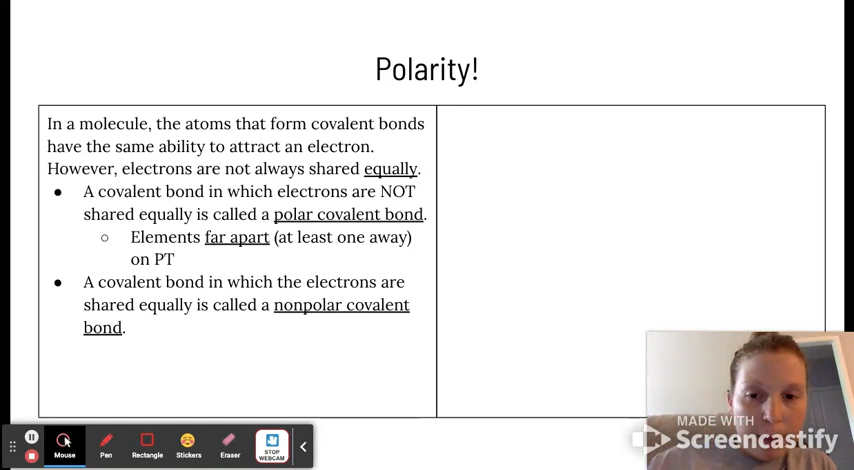 Polarity!
In a molecule, the atoms that form covalent bonds
have the same ability to attract an electron.
However, electrons are not always shared equally.
● A covalent bond in which electrons are NOT
shared equally is called a polar covalent bond.
○ Elements far apart (at least one away)
on PT
● A covalent bond in which the electrons are
shared equally is called a nonpolar covalent
bond.
Mouse
Pen
Rectangle
Stickers
Eraser
STOP
WEBCAM
MADE WITH
Screencastify